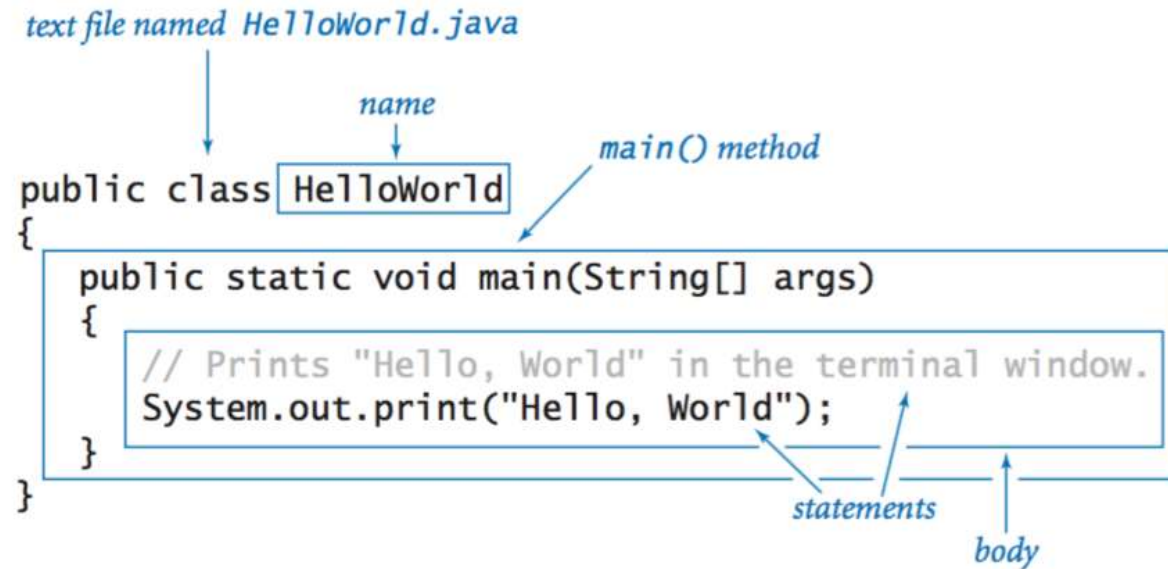 text file named HelloWorld.java
name
main() method
public class HelloWorld
{
public static void main(String[] args)
{
// Prints "Hello, World" in the terminal window.
System.out.print("Hello, World");
}
}
statements
body